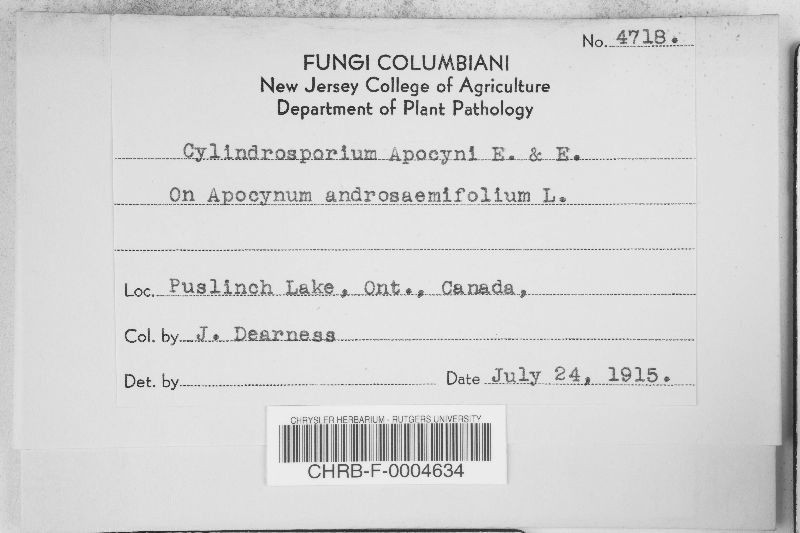 No. 4718.
FUNGI COLUMBIANI
New Jersey College of Agriculture
Department of Plant Pathology
Cylindrosporium Apocyni E. & E.
On Apocynum androsaemifolium L.
Loc. Puslinch Lake, Ont., Canada,
Col. by J. Dearness
Det. by
Date July 24, 1915.
CHRYSLER HERBARIUM - RUTGERS UNIVERSITY
CHRB-F-0004634